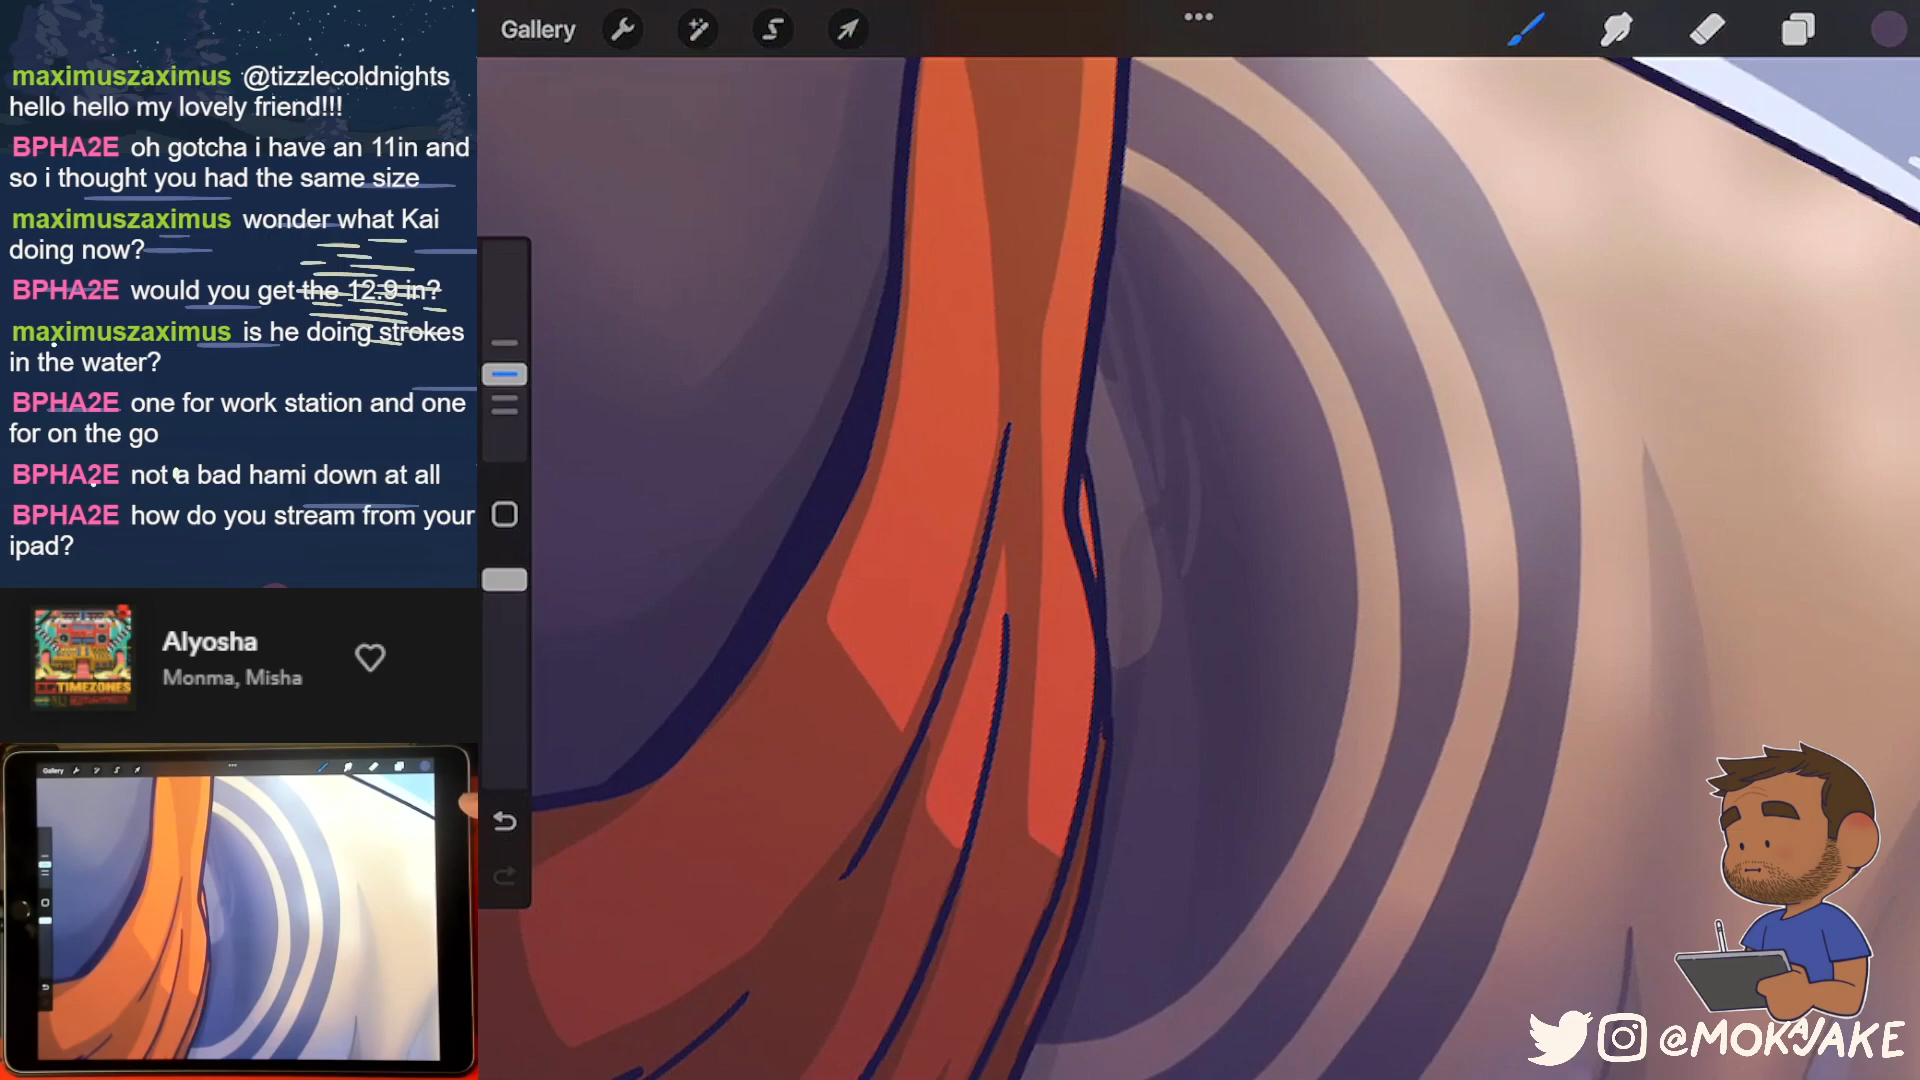 Gallery
maximuszaximus @tizzlecoldnights
hello hello my lovely friend!!!
BPHA2E oh gotcha i have an 11in and
so i thought you had the same size
maximuszaximus wonder what Kai
doing now?
BPHA2E would you get the 12.9 in?
maximuszaximus is he doing strokes
in the water?
BPHA2E one for work station and one
for on the go
BPHA2E not a bad hami down at all
BPHA2E how do you stream from your
ipad?
TIMEZONES
Alyosha
Monma, Misha
Gallery
@MOKAJAKE